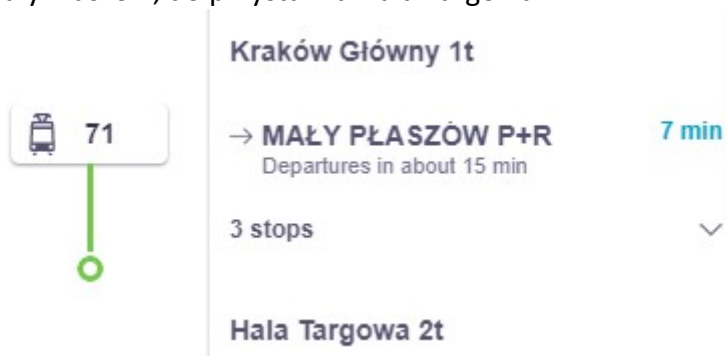 Kraków Główny 1t
71
→ MAŁY PŁASZÓW P+R
7 min
Departures in about 15 min
3 stops
Hala Targowa 2t